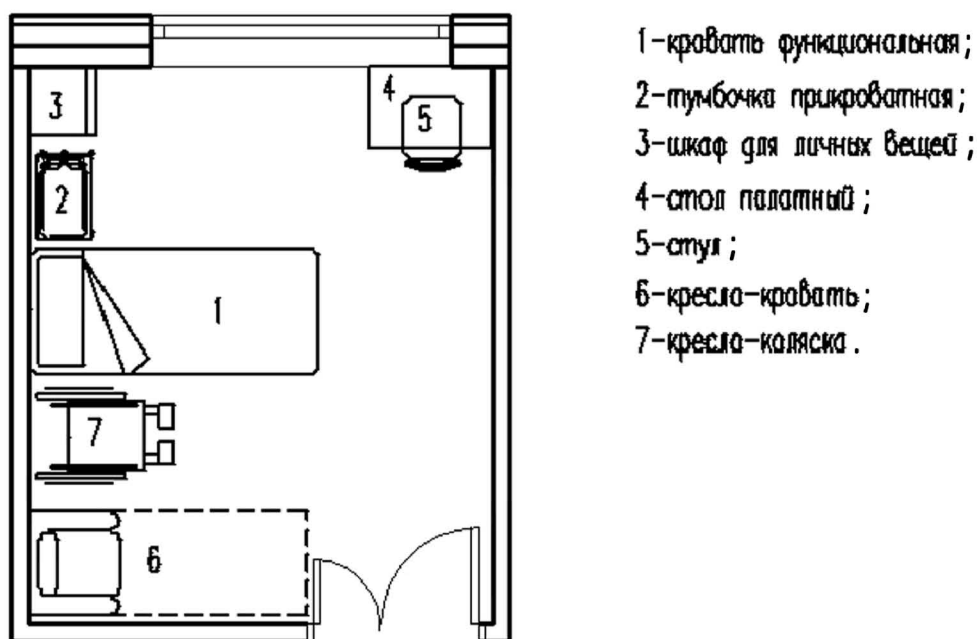 3
4
5
2
1
7
6
1-кровать функциональная;
2-тумбочка прикроватная;
3-шкаф для личных вещей;
4-стол палатный;
5-стул;
6-кресло-кровать;
7-кресло-коляска.